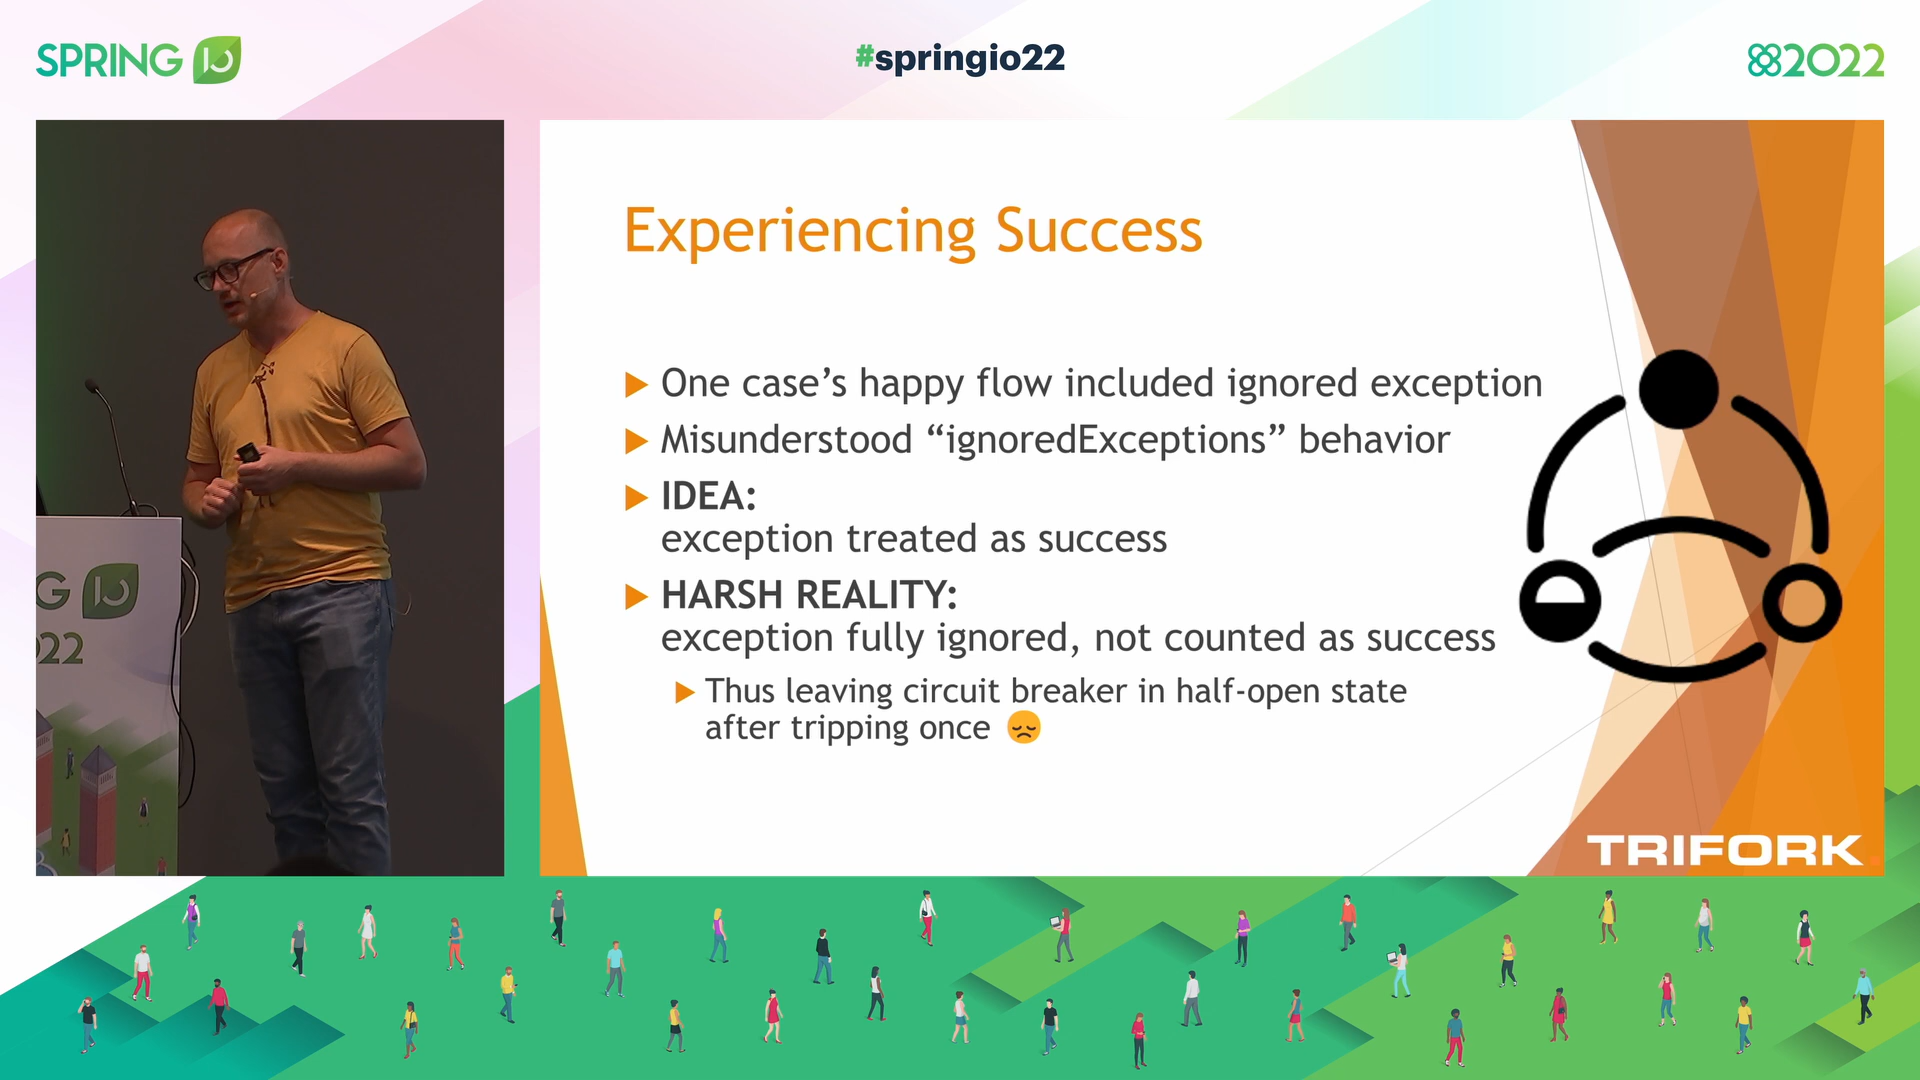 SPRING IO
#springio22
2022
Experiencing Success
One case’s happy flow included ignored exception
Misunderstood “ignoredExceptions” behavior
IDEA:
exception treated as success
HARSH REALITY:
exception fully ignored, not counted as success
Thus leaving circuit breaker in half-open state
after tripping once
TRIFORK
G IO
022